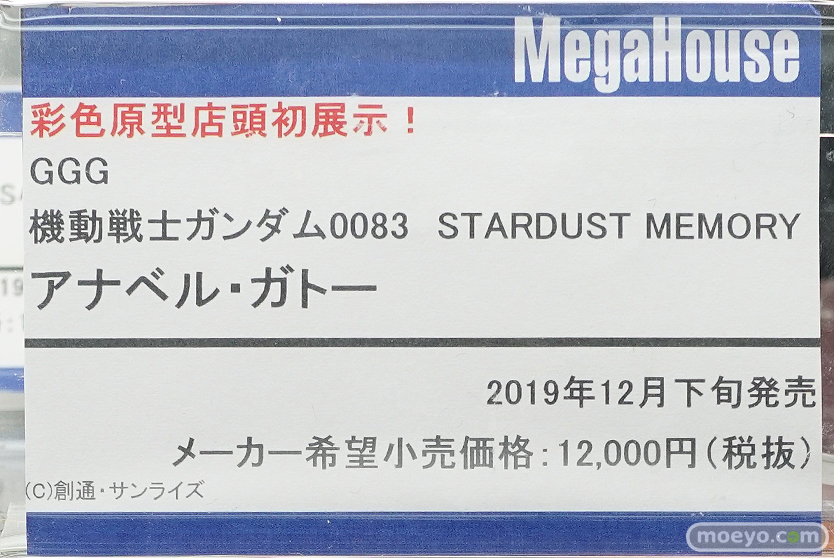 MegaHouse
彩色原型店頭初展示！
GGG
機動戦士ガンダム0083 STARDUST MEMORY
アナベル・ガトー
2019年12月下旬発売
メーカー希望小売価格：12,000円（税抜）
(C)創通・サンライズ
moeyo.com